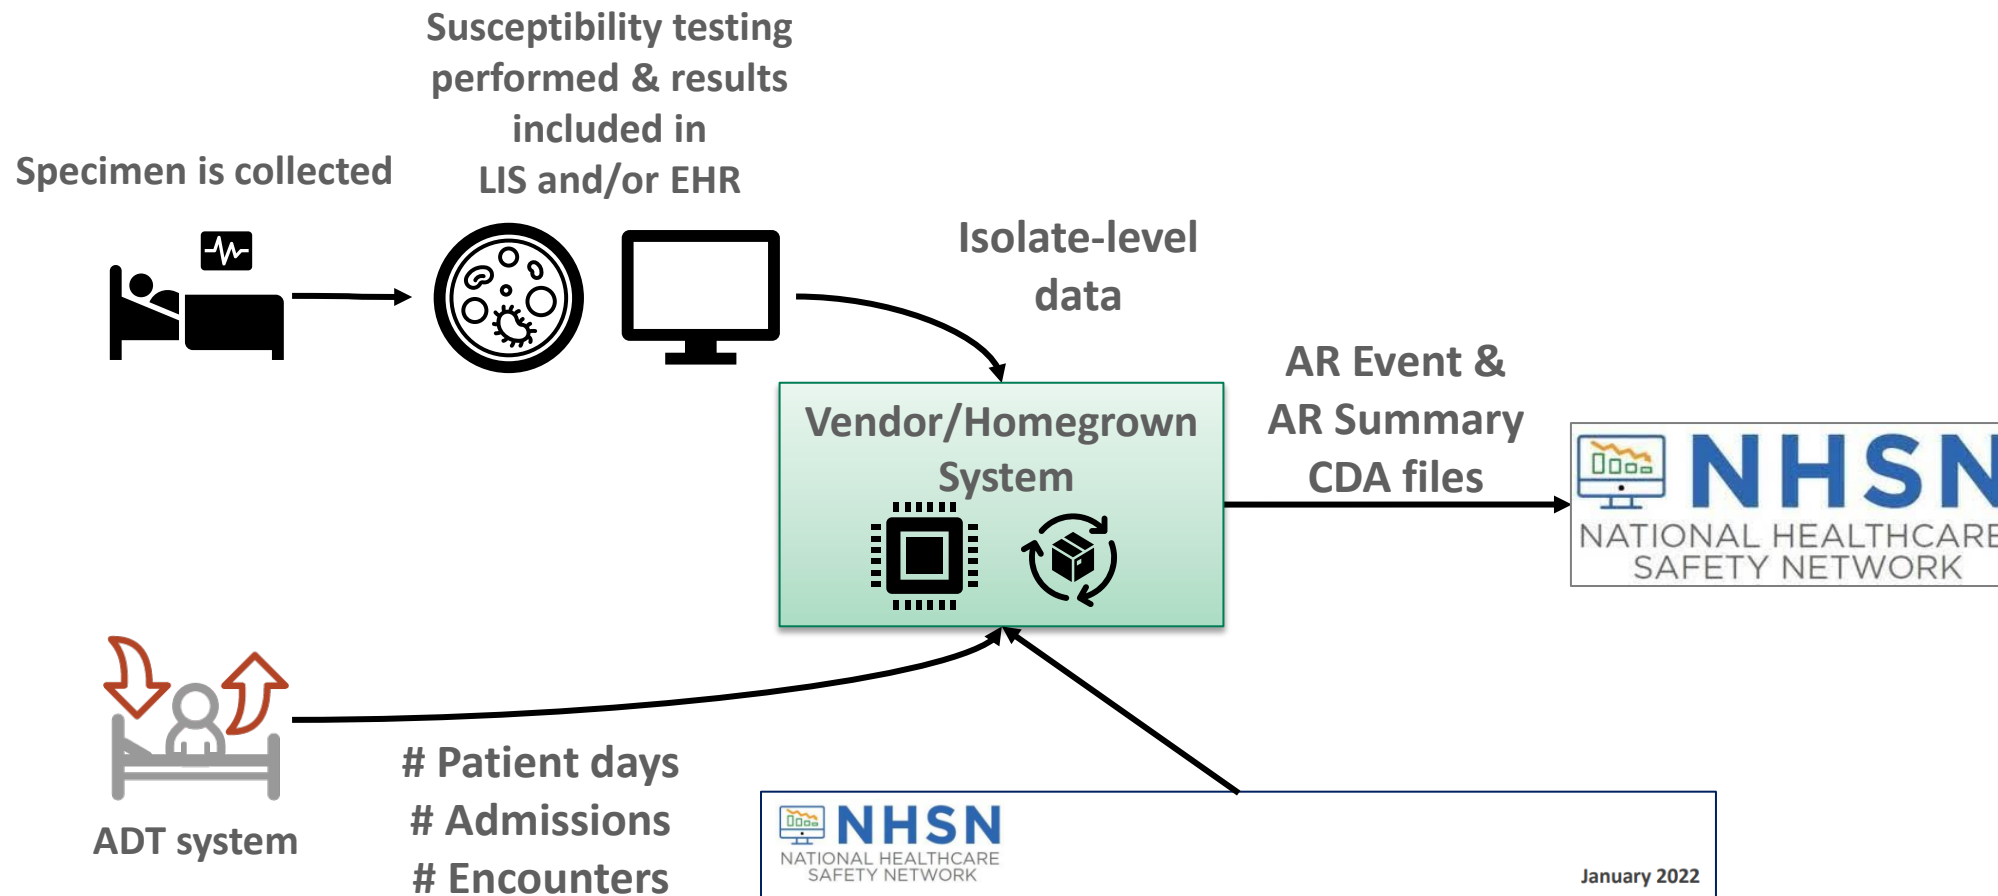 Specimen is collected
Susceptibility testing
performed & results
included in
LIS and/or EHR
Isolate-level
data
Vendor/Homegrown
System
AR Event &
AR Summary
CDA files
NHSN
NATIONAL HEALTHCARE
SAFETY NETWORK
ADT system
# Patient days
# Admissions
# Encounters
NHSN
NATIONAL HEALTHCARE
SAFETY NETWORK
January 2022